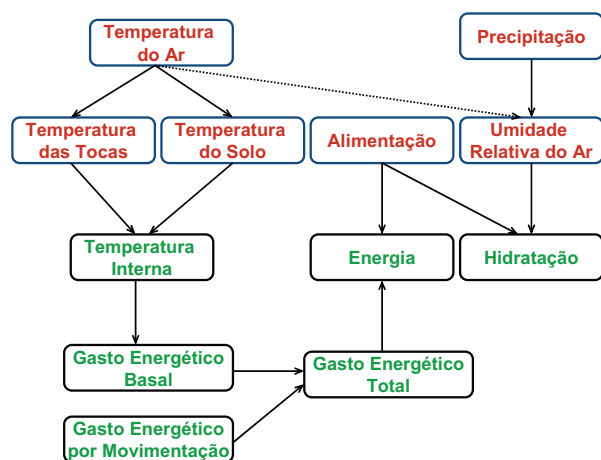 Temperatura
do Ar
Precipitação
Temperatura
das Tocas
Temperatura
do Solo
Alimentação
Umidade
Relativa do Ar
Temperatura
Interna
Energia
Hidratação
Gasto Energético
Basal
Gasto Energético
Total
Gasto Energético
por Movimentação